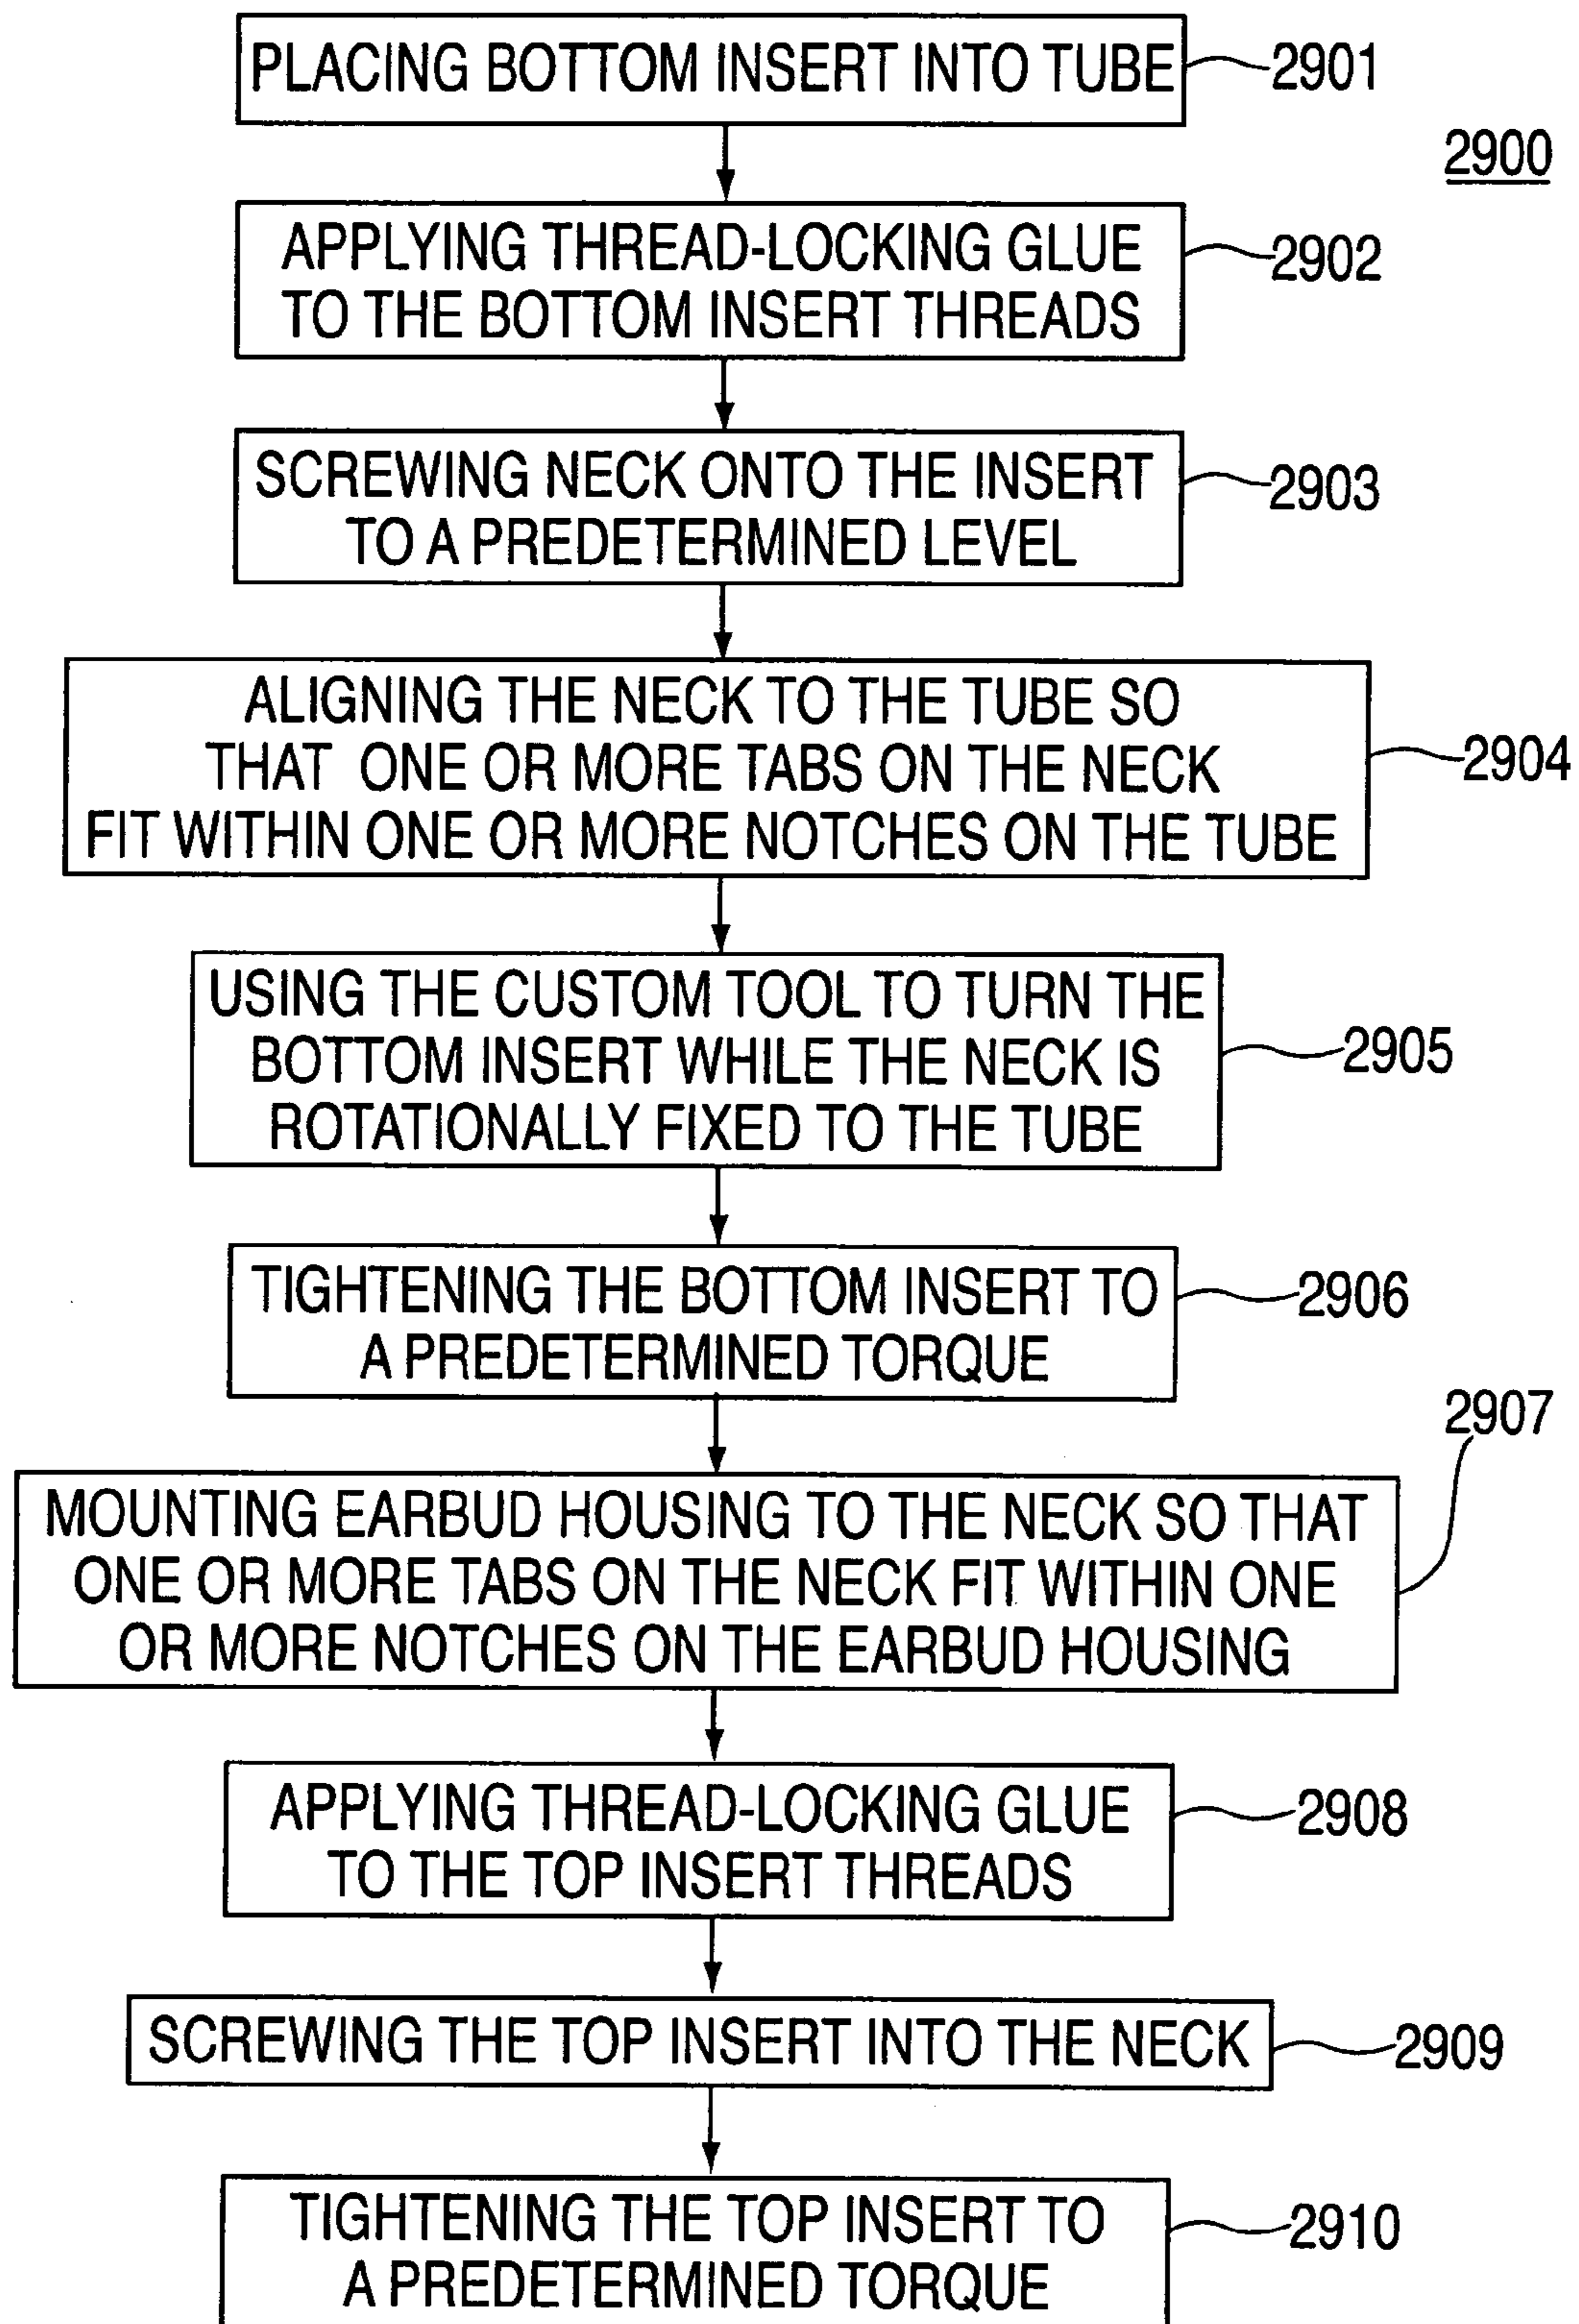 PLACING BOTTOM INSERT INTO TUBE
2901
2900
APPLYING THREAD-LOCKING GLUE
TO THE BOTTOM INSERT THREADS
2902
SCREWING NECK ONTO THE INSERT
TO A PREDETERMINED LEVEL
2903
ALIGNING THE NECK TO THE TUBE SO
THAT ONE OR MORE TABS ON THE NECK
FIT WITHIN ONE OR MORE NOTCHES ON THE TUBE
2904
USING THE CUSTOM TOOL TO TURN THE
BOTTOM INSERT WHILE THE NECK IS
ROTATIONALLY FIXED TO THE TUBE
2905
TIGHTENING THE BOTTOM INSERT TO
A PREDETERMINED TORQUE
2906
MOUNTING EARBUD HOUSING TO THE NECK SO THAT
ONE OR MORE TABS ON THE NECK FIT WITHIN ONE
OR MORE NOTCHES ON THE EARBUD HOUSING
2907
APPLYING THREAD-LOCKING GLUE
TO THE TOP INSERT THREADS
2908
SCREWING THE TOP INSERT INTO THE NECK
2909
TIGHTENING THE TOP INSERT TO
A PREDETERMINED TORQUE
2910